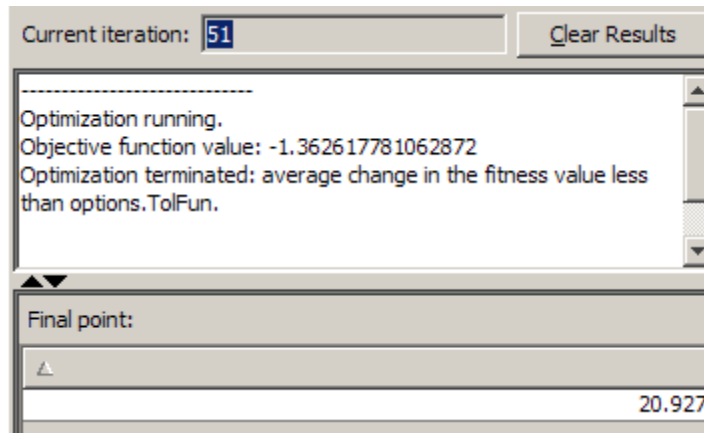 Current iteration: 51 Clear Results
-----------------------------
Optimization running.
Objective function value: -1.362617781062872
Optimization terminated: average change in the fitness value less
than options.TolFun.
Final point:
20.927